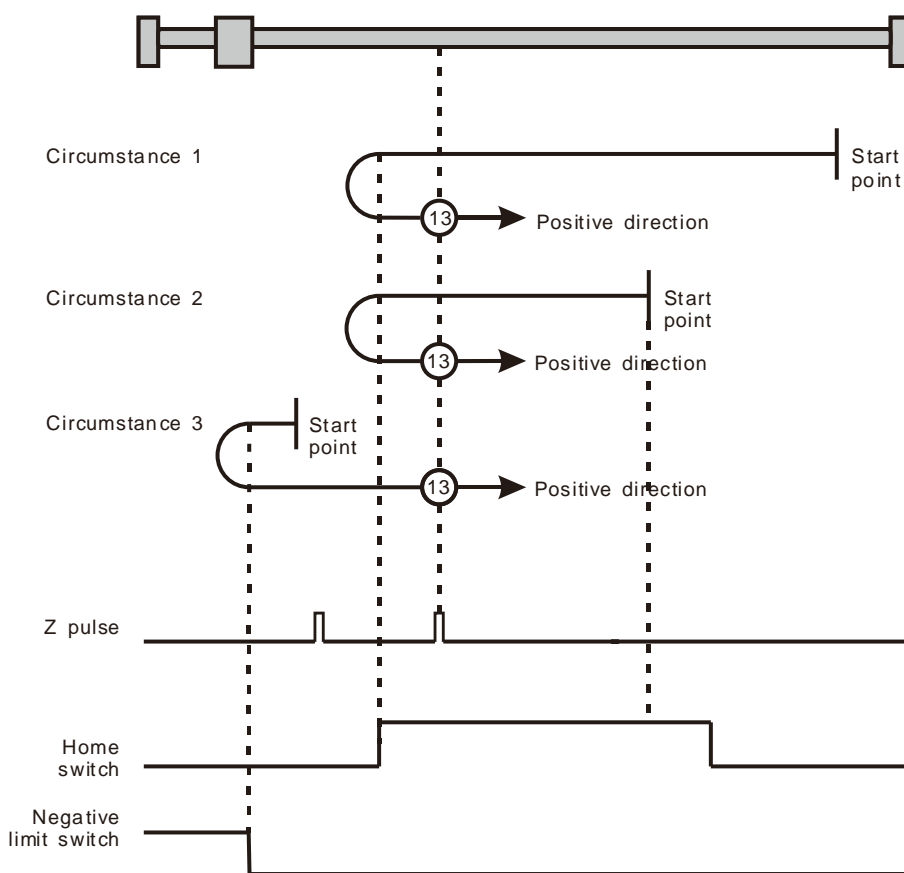 Circumstance 1
Start
point
13
Positive direction
Circumstance 2
Start
point
13
Positive direction
Circumstance 3
Start
point
13
Positive direction
Z pulse
Home
switch
Negative
limit switch